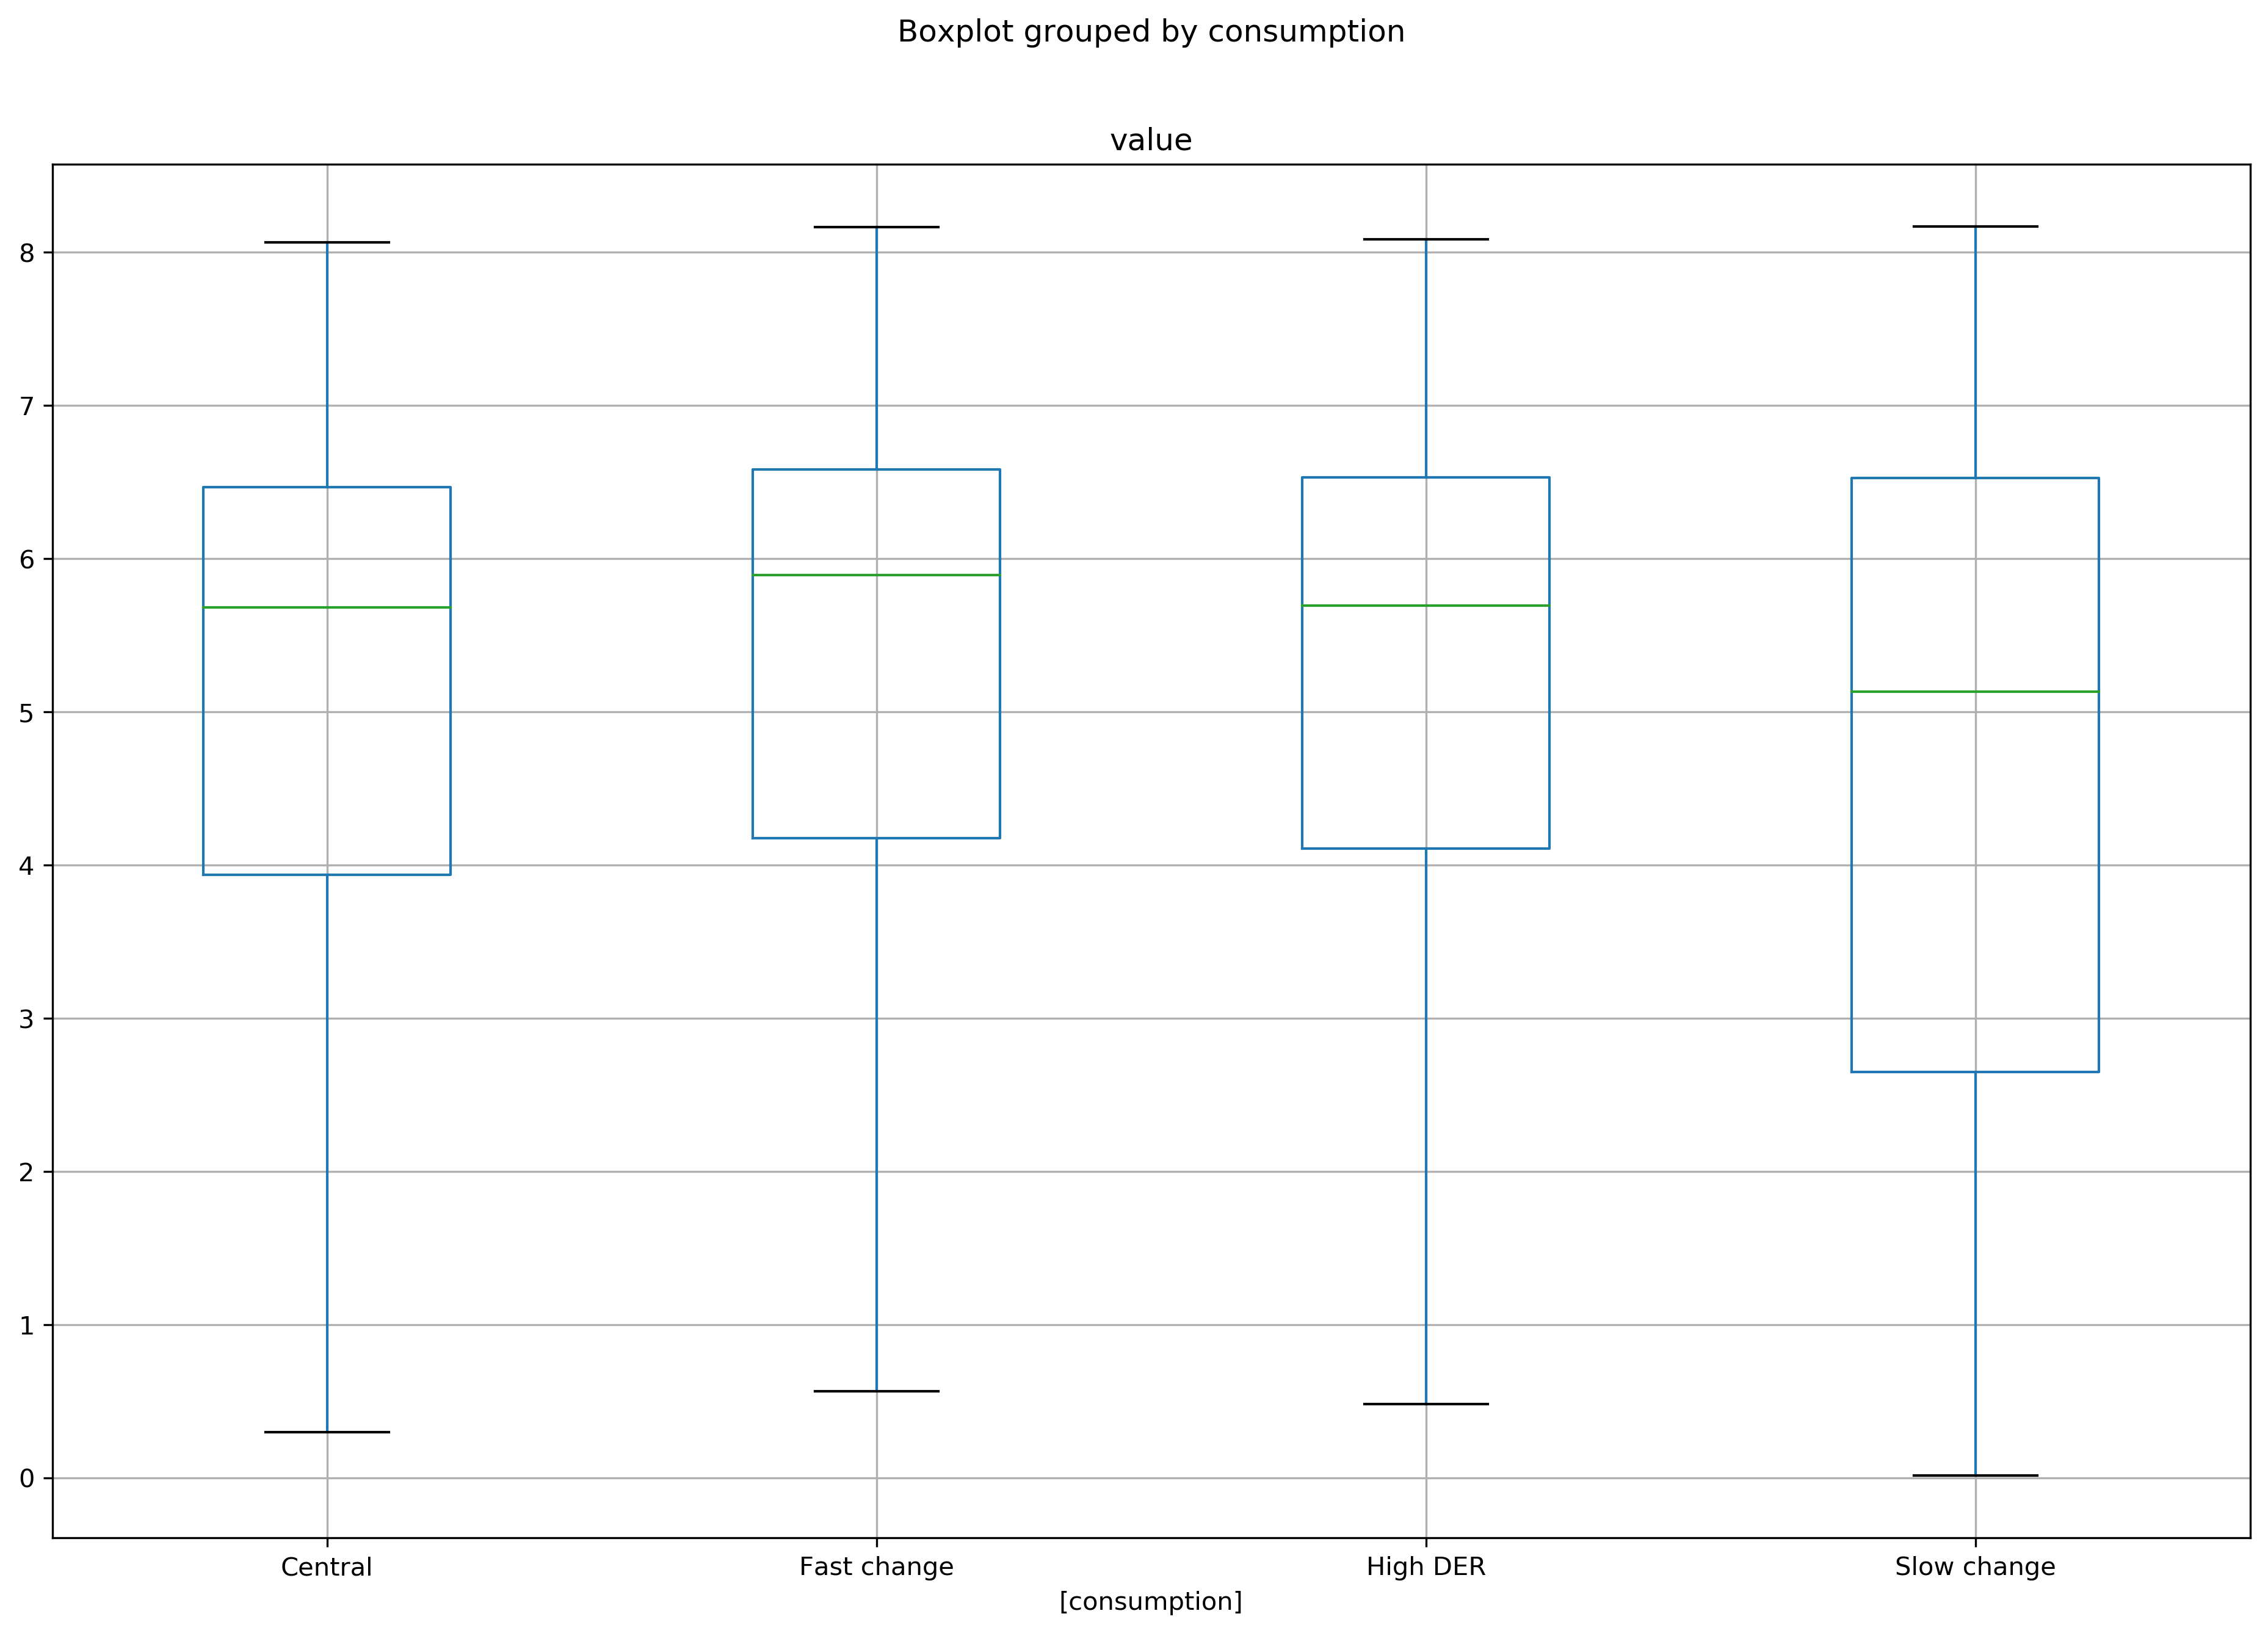 Boxplot grouped by consumption
value
8
7
6
5
4
3
2
1
0
Central Fast change High DER Slow change
[consumption]